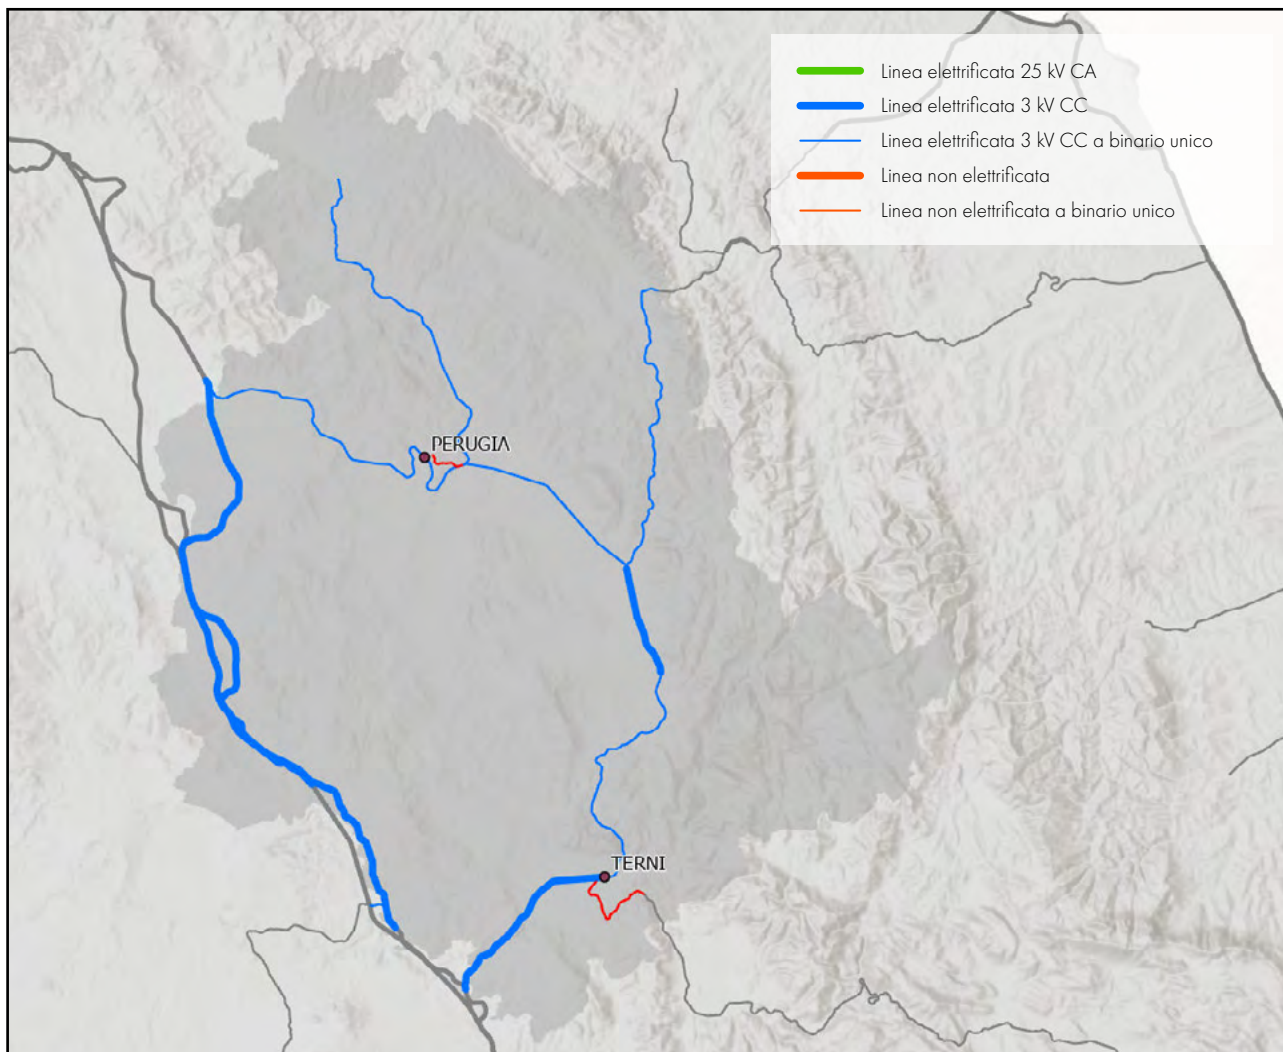 Linea elettrificata 25 kV CA
Linea elettrificata 3 kV CC
Linea elettrificata 3 kV CC a binario unico
Linea non elettrificata
Linea non elettrificata a binario unico
PERUGIA
TERNI